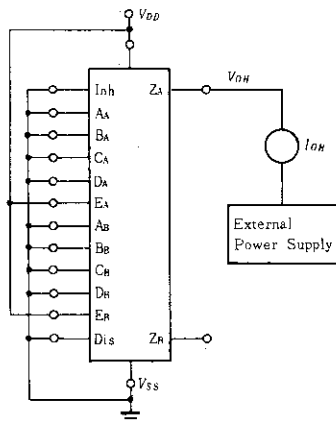 VDD
Inh ZA VOH
AA
BA IOH
CA
DA
EA External
AB Power Supply
BB
CB
DB
EB
Dis ZB
VSS